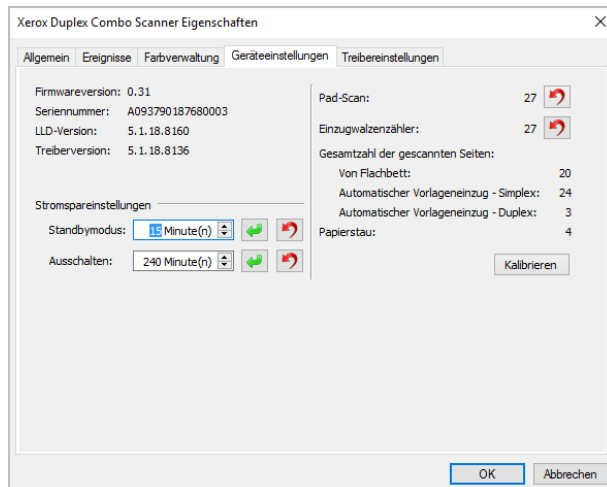 Xerox Duplex Combo Scanner Eigenschaften
Allgemein Ereignisse Farbverwaltung Geräteeinstellungen Treibereinstellungen
Firmwareversion: 0.31
Seriennummer: A093790187680003
LLD-Version: 5.1.18.8160
Treiberversion: 5.1.18.8136
Stromspareinstellungen
Standbymodus: 15 Minute(n)
Ausschalten: 240 Minute(n)
Pad-Scan: 27
Einzugwalzenzähler: 27
Gesamtzahl der gescannten Seiten:
Von Flachbett: 20
Automatischer Vorlageneinzug - Simplex: 24
Automatischer Vorlageneinzug - Duplex: 3
Papierstau: 4
Kalibrieren
OK Abbrechen